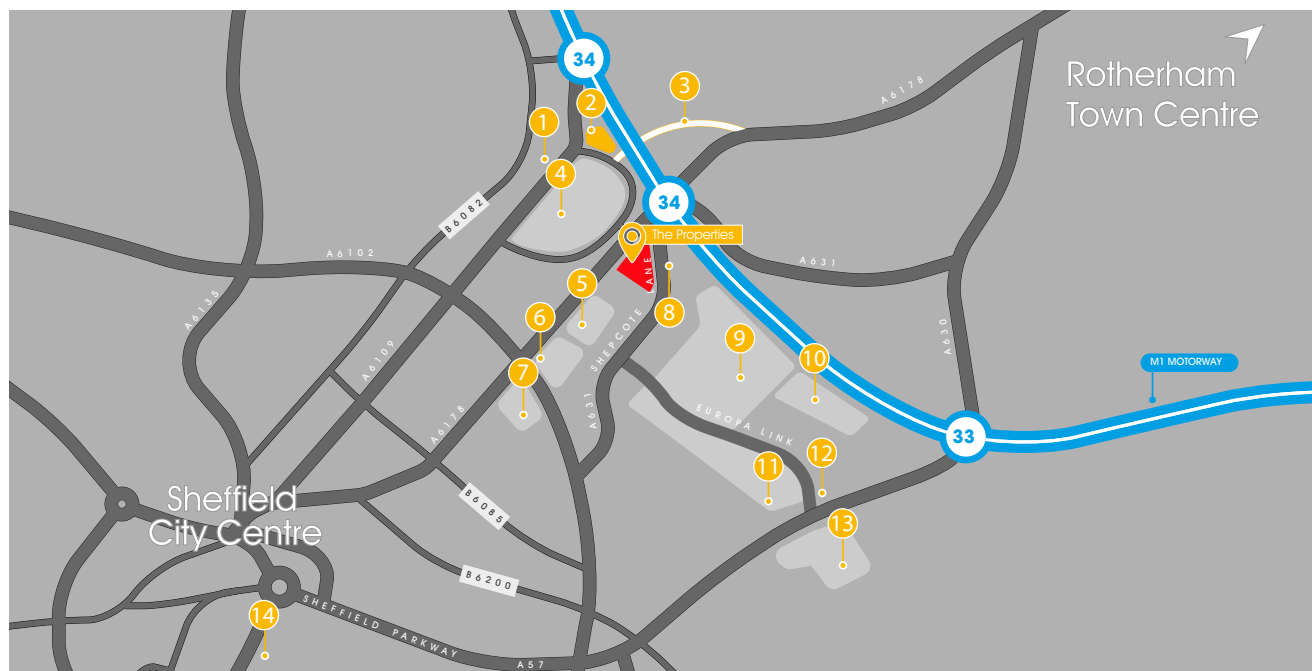 34
Rotherham
Town Centre
3
A6178
2
1
4
34
B6082
The Properties
A6102
A631
LANE
5
8
A6135
6
SHEPCOTE
9
A630
10
A6109
7
M1 MOTORWAY
A631
EUROPA LINK
A6178
33
12
11
Sheffield
City Centre
B6085
13
B6200
14
SHEFFIELD PARKWAY
A57